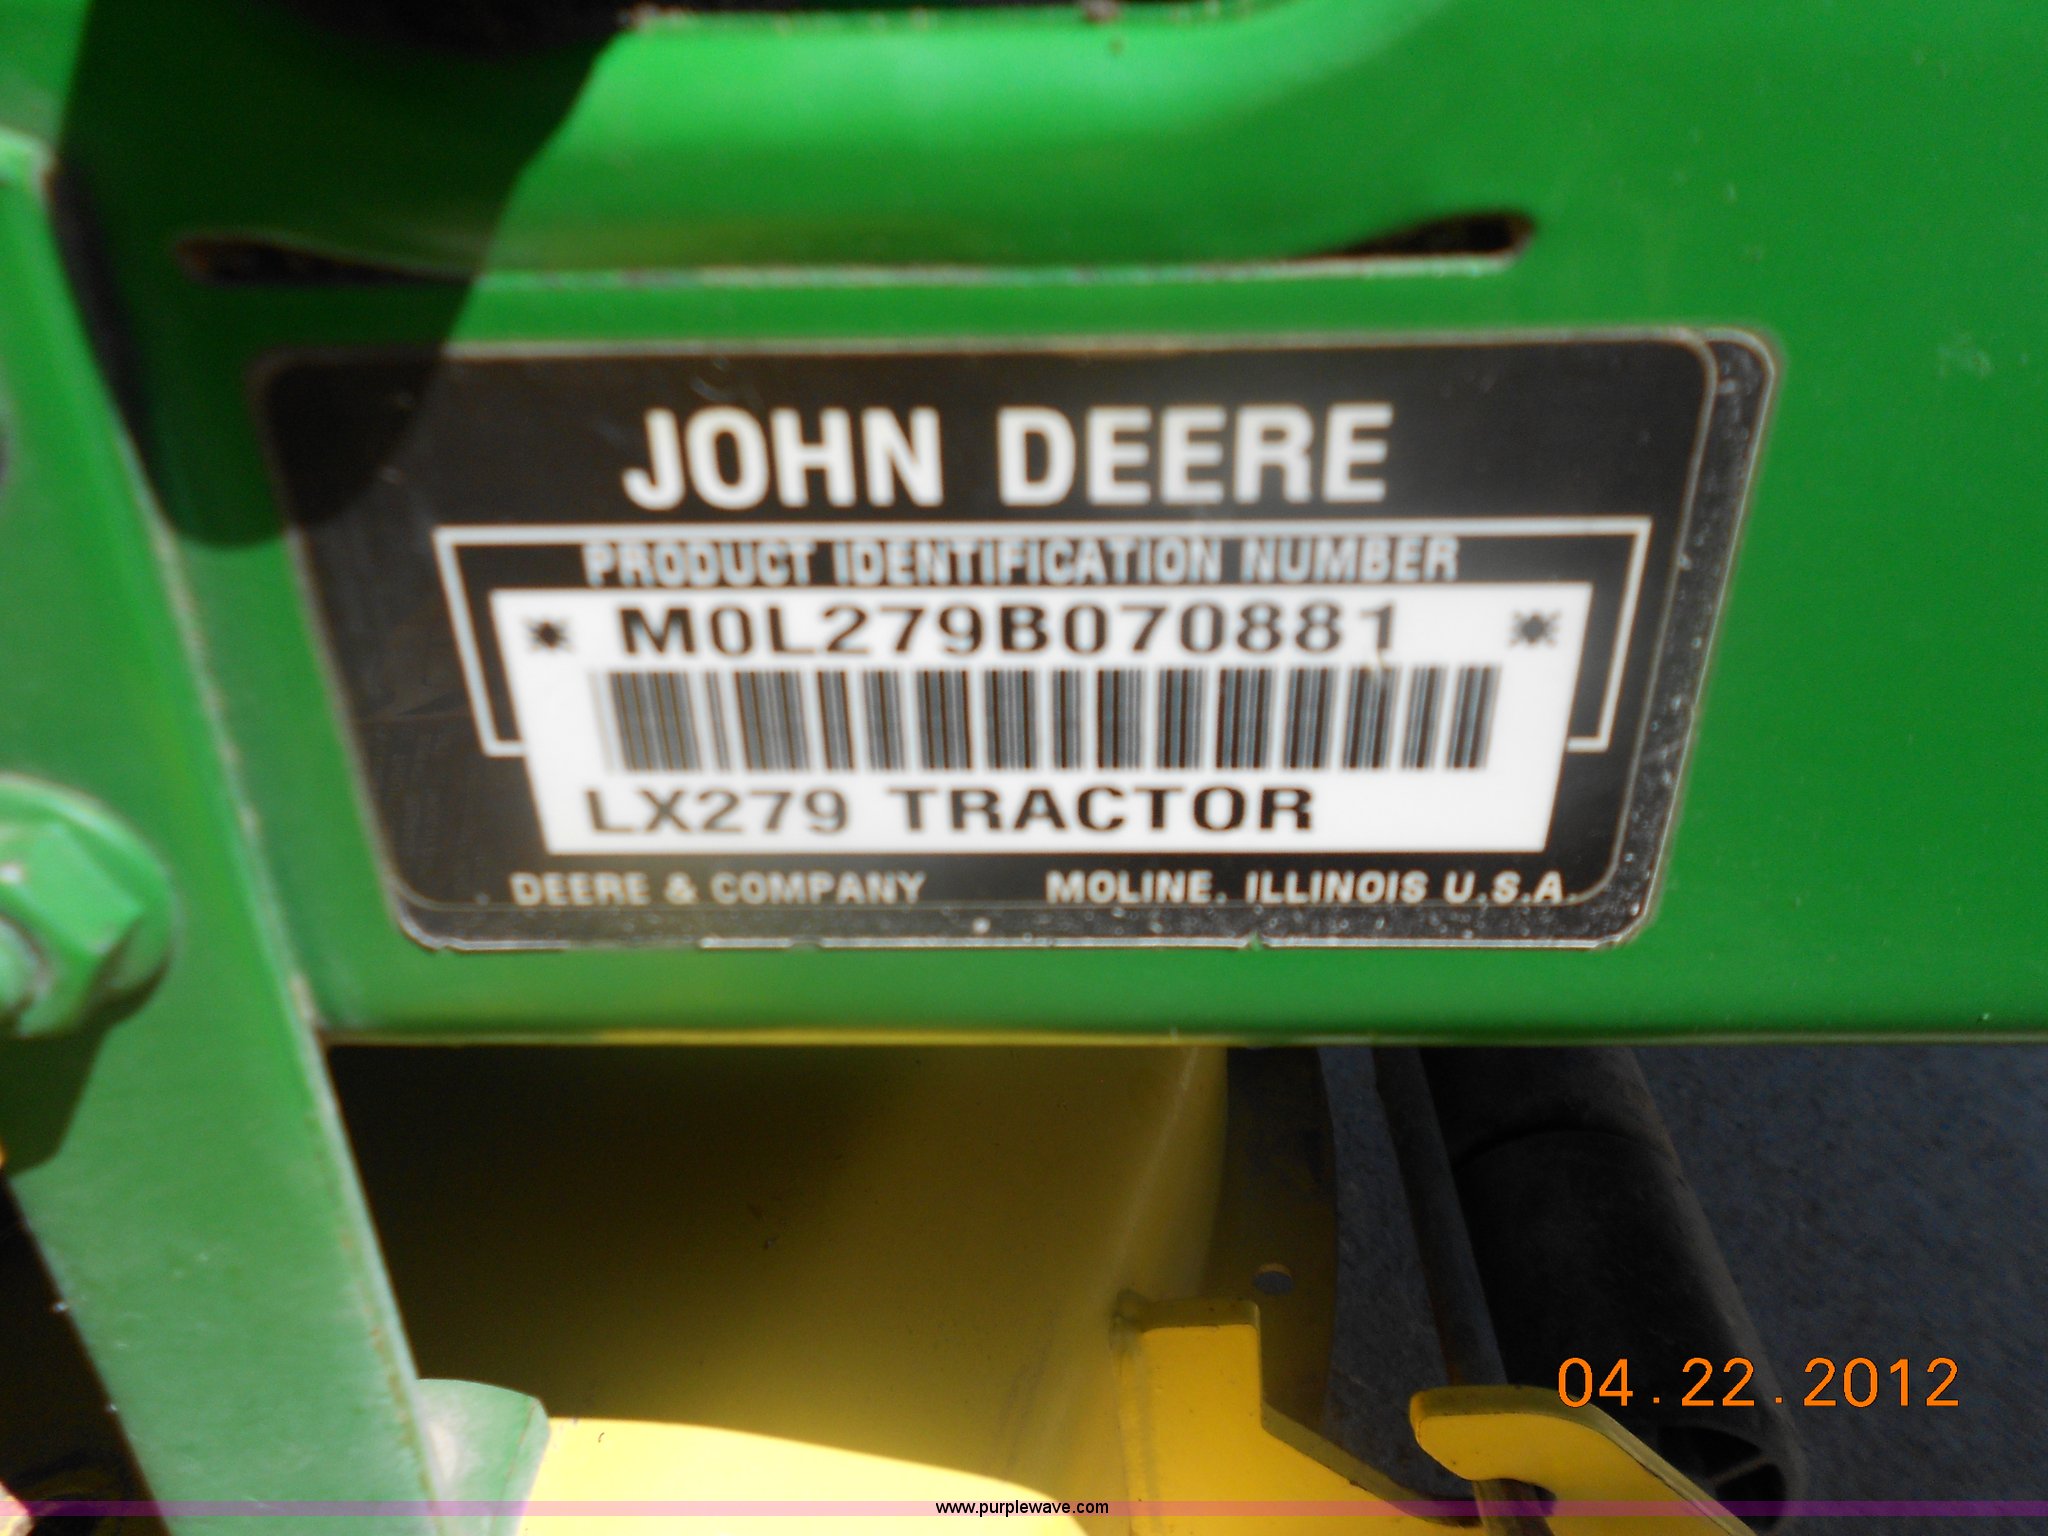 JOHN DEERE
PRODUCT IDENTIFICATION NUMBER
* M0L279B070881 *
LX279 TRACTOR
DEERE & COMPANY MOLINE, ILLINOIS U.S.A.
04.22.2012
www.purplewave.com